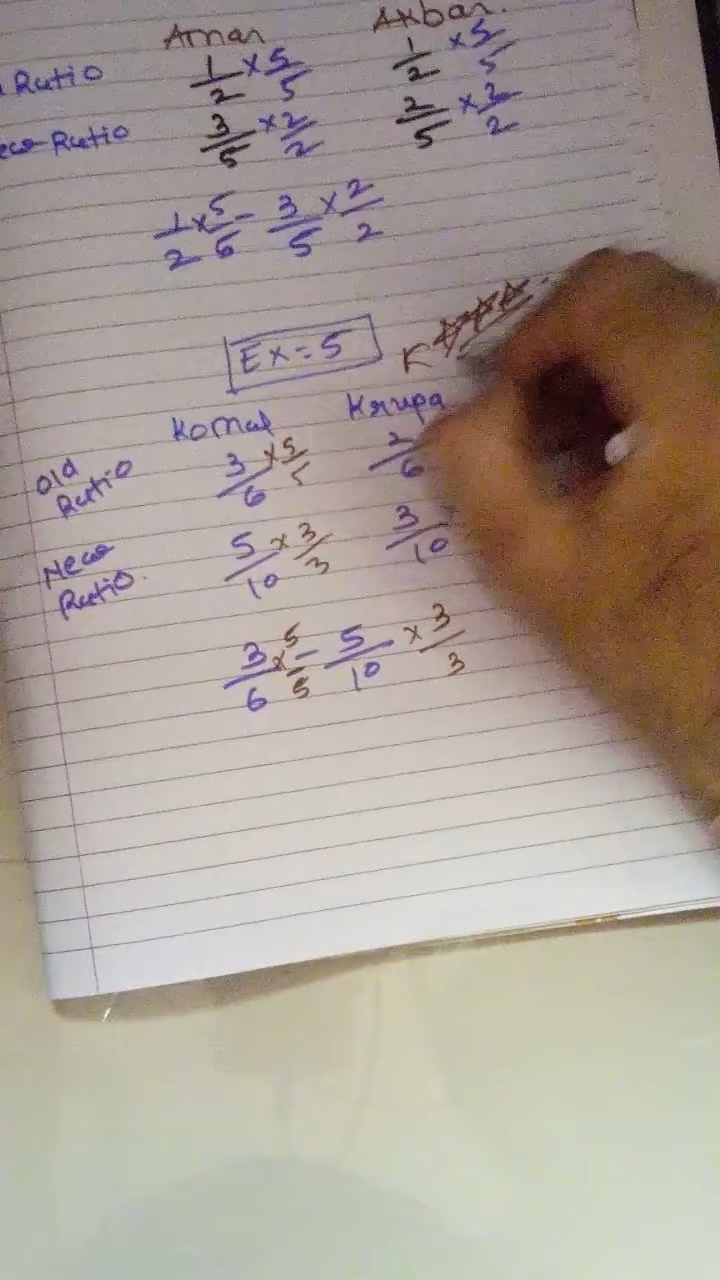 Aman Akbar.
Ratio 1/2 × 5/5 1/2 × 5/5
Ratio 3/5 × 2/2 2/5 × 2/2
1/2 × 5/5 - 3/5 × 2/2
Ex = 5
K
Komal Krupa
Old Ratio 3/6 × 5/5 2/6
New Ratio. 5/10 × 3/3 3/10
3/6 × 5/5 - 5/10 × 3/3